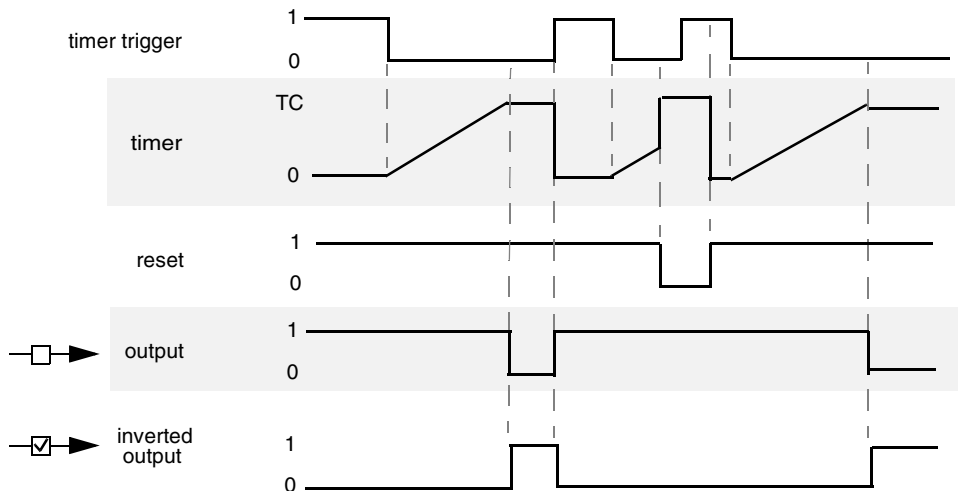 1
timer trigger
0
TC
timer
0
1
reset
0
1
output
0
inverted
output
1
0